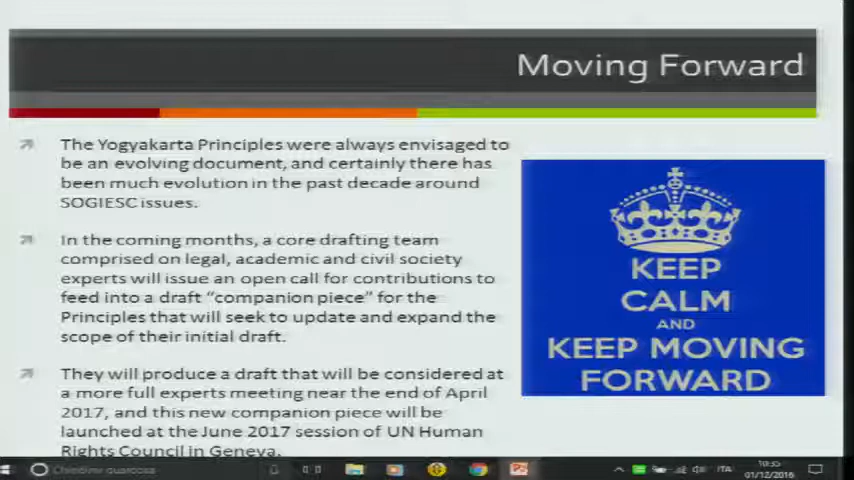 Moving Forward
The Yogyakarta Principles were always envisaged to
be an evolving document, and certainly there has
been much evolution in the past decade around
SOGIESC issues.
In the coming months, a core drafting team
comprised on legal, academic and civil society
experts will issue an open call for contributions to
feed into a draft “companion piece” for the
Principles that will seek to update and expand the
scope of their initial draft.
They will produce a draft that will be considered at
a more full experts meeting near the end of April
2017, and this new companion piece will be
launched at the June 2017 session of UN Human
Rights Council in Geneva.
KEEP
CALM
AND
KEEP MOVING
FORWARD
ITA
10:35
01/12/2016